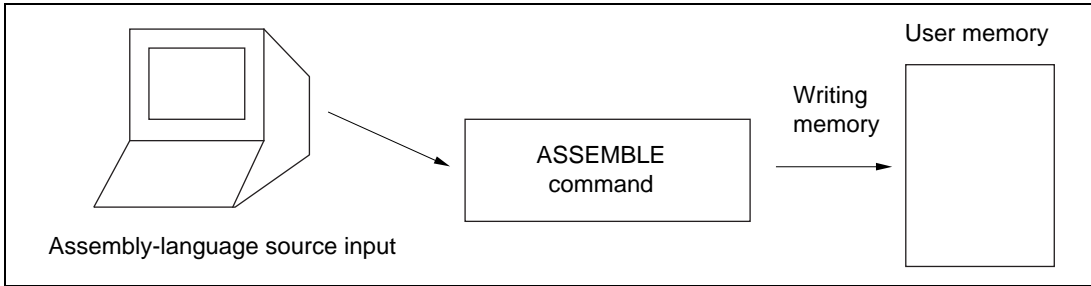 User memory
Writing
memory
ASSEMBLE
command
Assembly-language source input